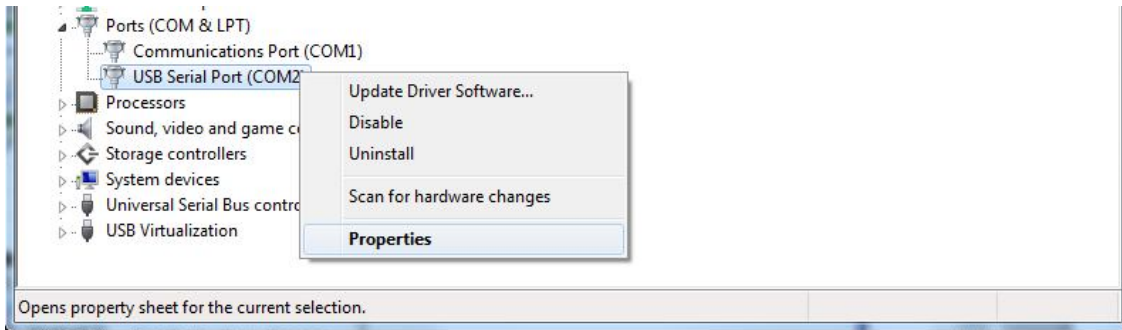 Ports (COM & LPT)
Communications Port (COM1)
USB Serial Port (COM2)
Processors
Sound, video and game co
Storage controllers
System devices
Universal Serial Bus contro
USB Virtualization
Update Driver Software...
Disable
Uninstall
Scan for hardware changes
Properties
Opens property sheet for the current selection.